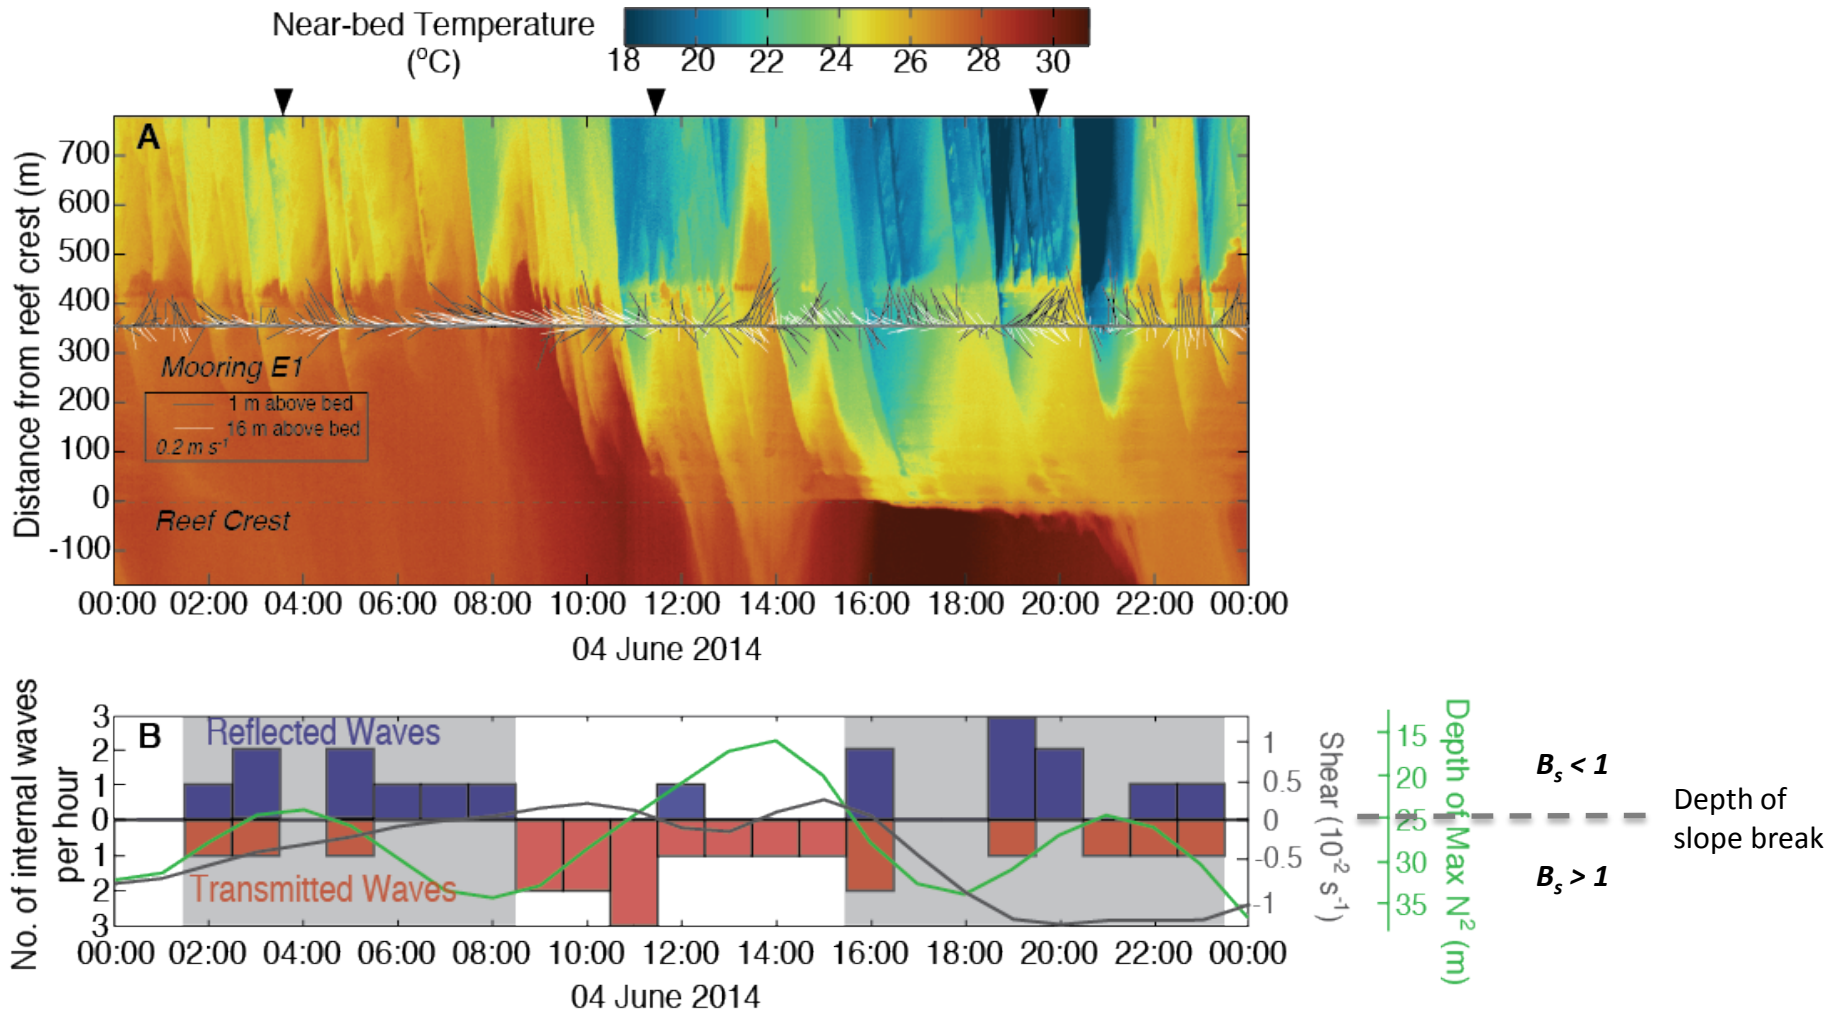 Near-bed Temperature
(°C)
18 20 22 24 26 28 30
A
Distance from reef crest (m)
700
600
500
400
300
200
100
0
-100
Mooring E1
1 m above bed
16 m above bed
0.2 m s⁻¹
Reef Crest
00:00 02:00 04:00 06:00 08:00 10:00 12:00 14:00 16:00 18:00 20:00 22:00 00:00
04 June 2014
B
No. of internal waves
per hour
3
2
1
0
1
2
3
Reflected Waves
Transmitted Waves
1
0.5
0
-0.5
-1
Shear (10⁻² s⁻¹)
15
20
25
30
35
Depth of Max N² (m)
Bₛ < 1
Depth of
slope break
Bₛ > 1
00:00 02:00 04:00 06:00 08:00 10:00 12:00 14:00 16:00 18:00 20:00 22:00 00:00
04 June 2014